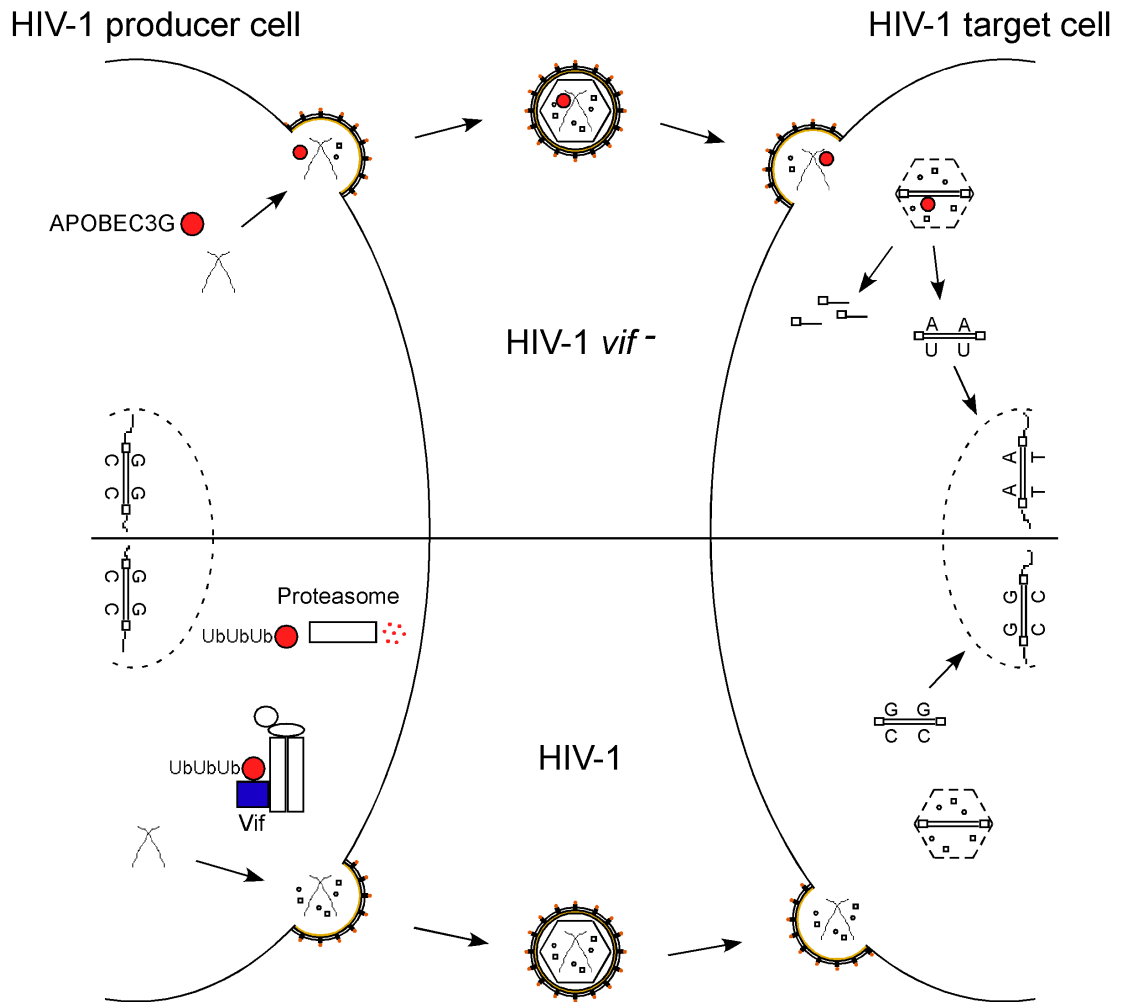 HIV-1 producer cell
HIV-1 target cell
APOBEC3G
HIV-1 vif -
A A
U U
C G
C G
A T
A T
C G
C G
G C
G C
Proteasome
UbUbUb
G G
C C
UbUbUb
Vif
HIV-1